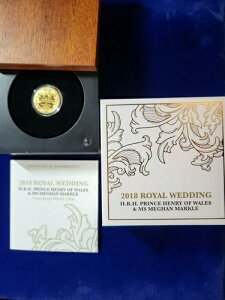 2018 ROYAL WEDDING
H.R.H. PRINCE HENRY OF WALES
& MS MEGHAN MARKLE
2018 ROYAL WEDDING
H.R.H. PRINCE HENRY OF WALES
& MS MEGHAN MARKLE